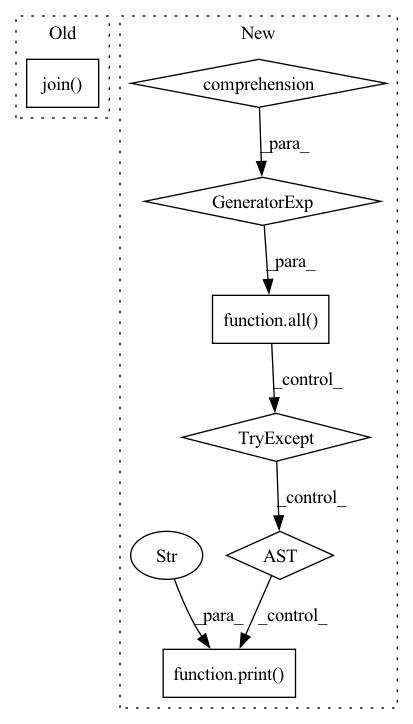 Old
New
join()
comprehension
_para_
GeneratorExp
_para_
function.all()
_control_
TryExcept
_control_
Str
AST
_para_
_control_
function.print()